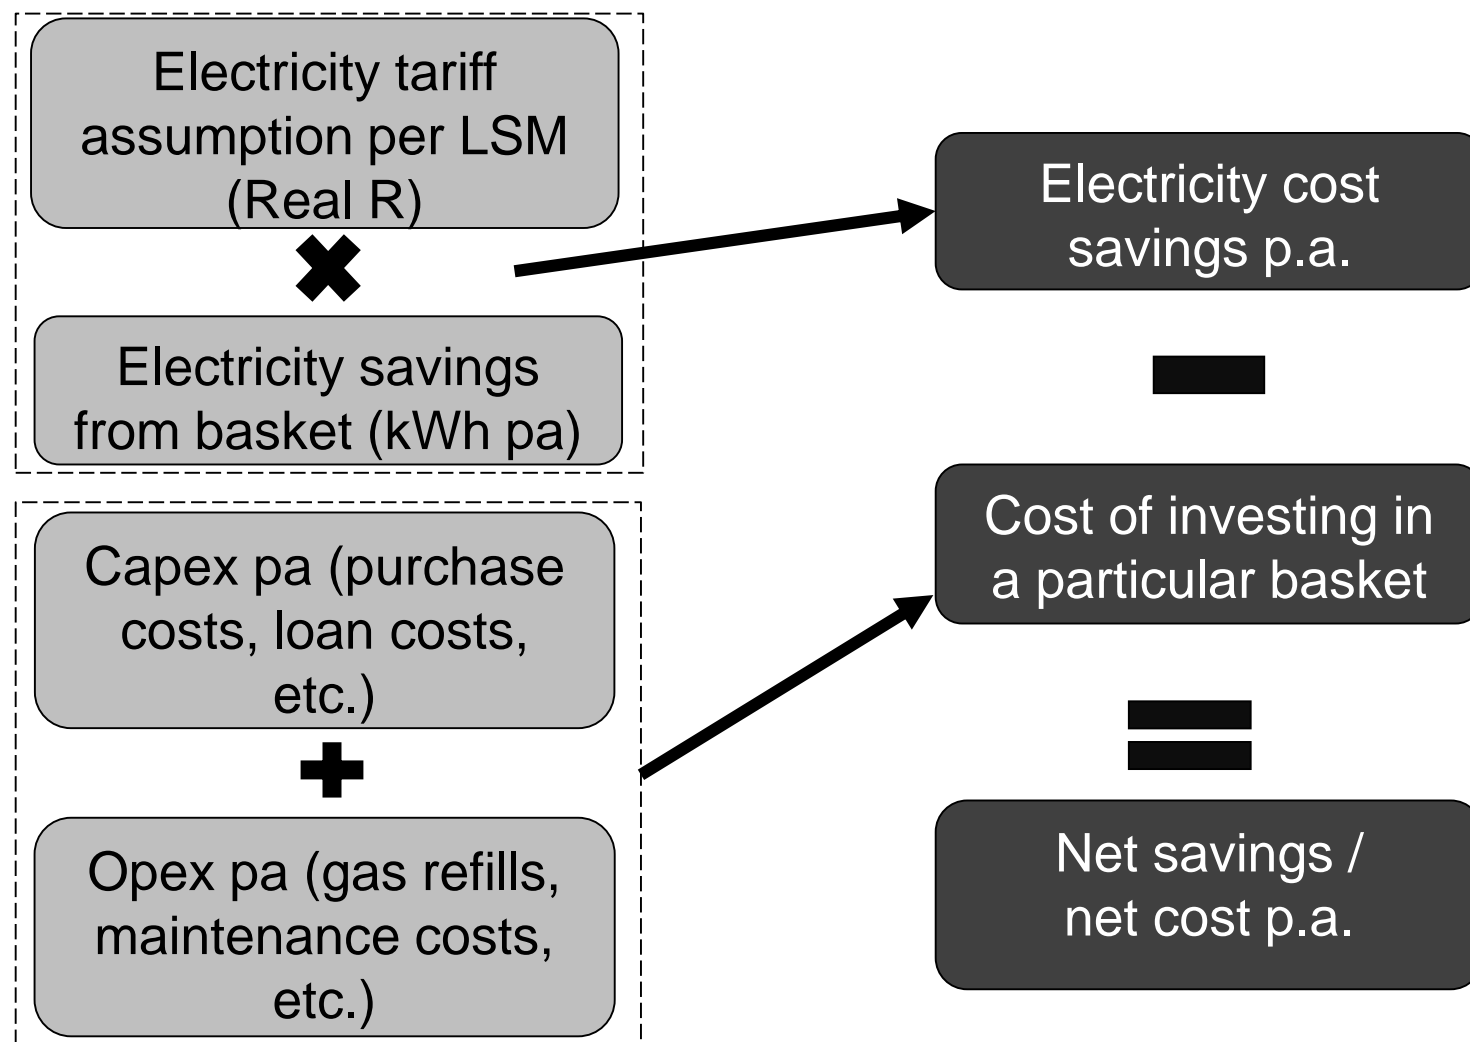 Electricity tariff
assumption per LSM
(Real R)
Electricity savings
from basket (kWh pa)
Capex pa (purchase
costs, loan costs,
etc.)
Opex pa (gas refills,
maintenance costs,
etc.)
Electricity cost
savings p.a.
Cost of investing in
a particular basket
Net savings /
net cost p.a.